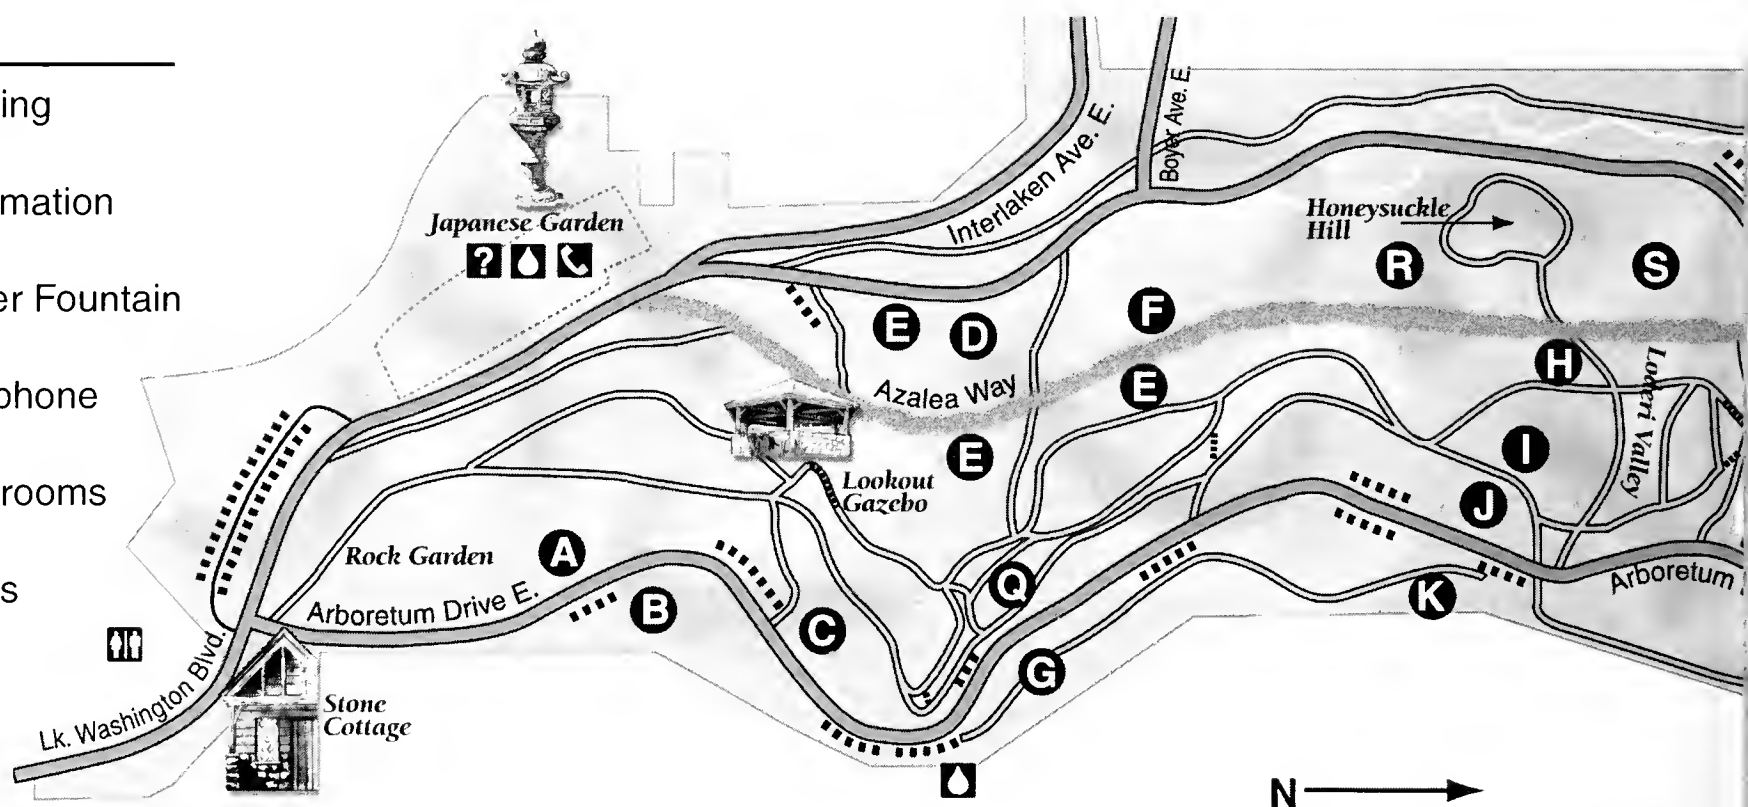 ing
mation
er Fountain
phone
rooms
s
Japanese Garden
?
Interlaken Ave. E.
Boyer Ave. E.
Honeysuckle
Hill
R
S
E
D
F
Azalea Way
E
H
Loderi Valley
E
I
Lookout
Gazebo
J
Rock Garden
A
Arboretum Drive E.
B
Q
K
Arboretum
C
G
Lk. Washington Blvd.
Stone
Cottage
N